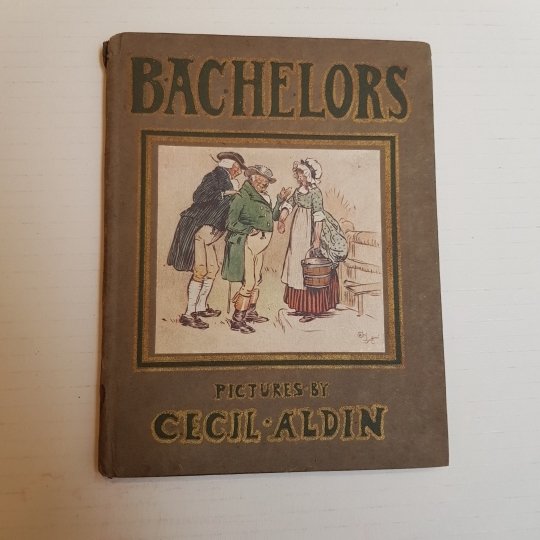 BACHELORS
PICTURES BY
CECIL · ALDIN